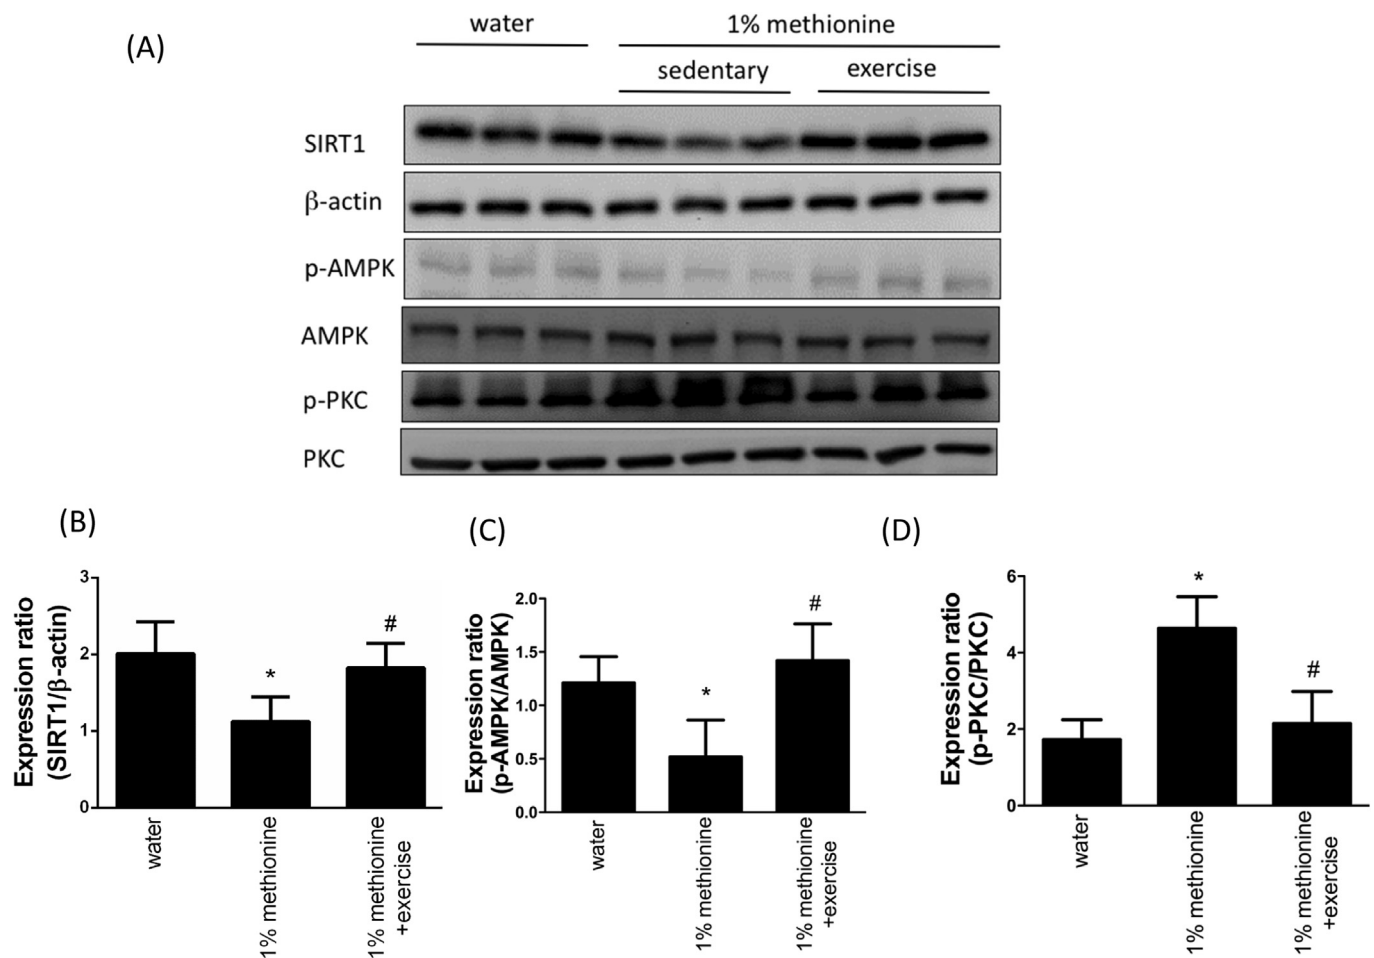 (A)
water
1% methionine
sedentary
exercise
SIRT1
β-actin
p-AMPK
AMPK
p-PKC
PKC
(B)
Expression ratio
(SIRT1/β-actin)
3
2
1
0
*
#
water
1% methionine
1% methionine
+exercise
(C)
Expression ratio
(p-AMPK/AMPK)
2.0
1.5
1.0
0.5
0.0
*
#
water
1% methionine
1% methionine
+exercise
(D)
Expression ratio
(p-PKC/PKC)
6
4
2
0
*
#
water
1% methionine
1% methionine
+exercise